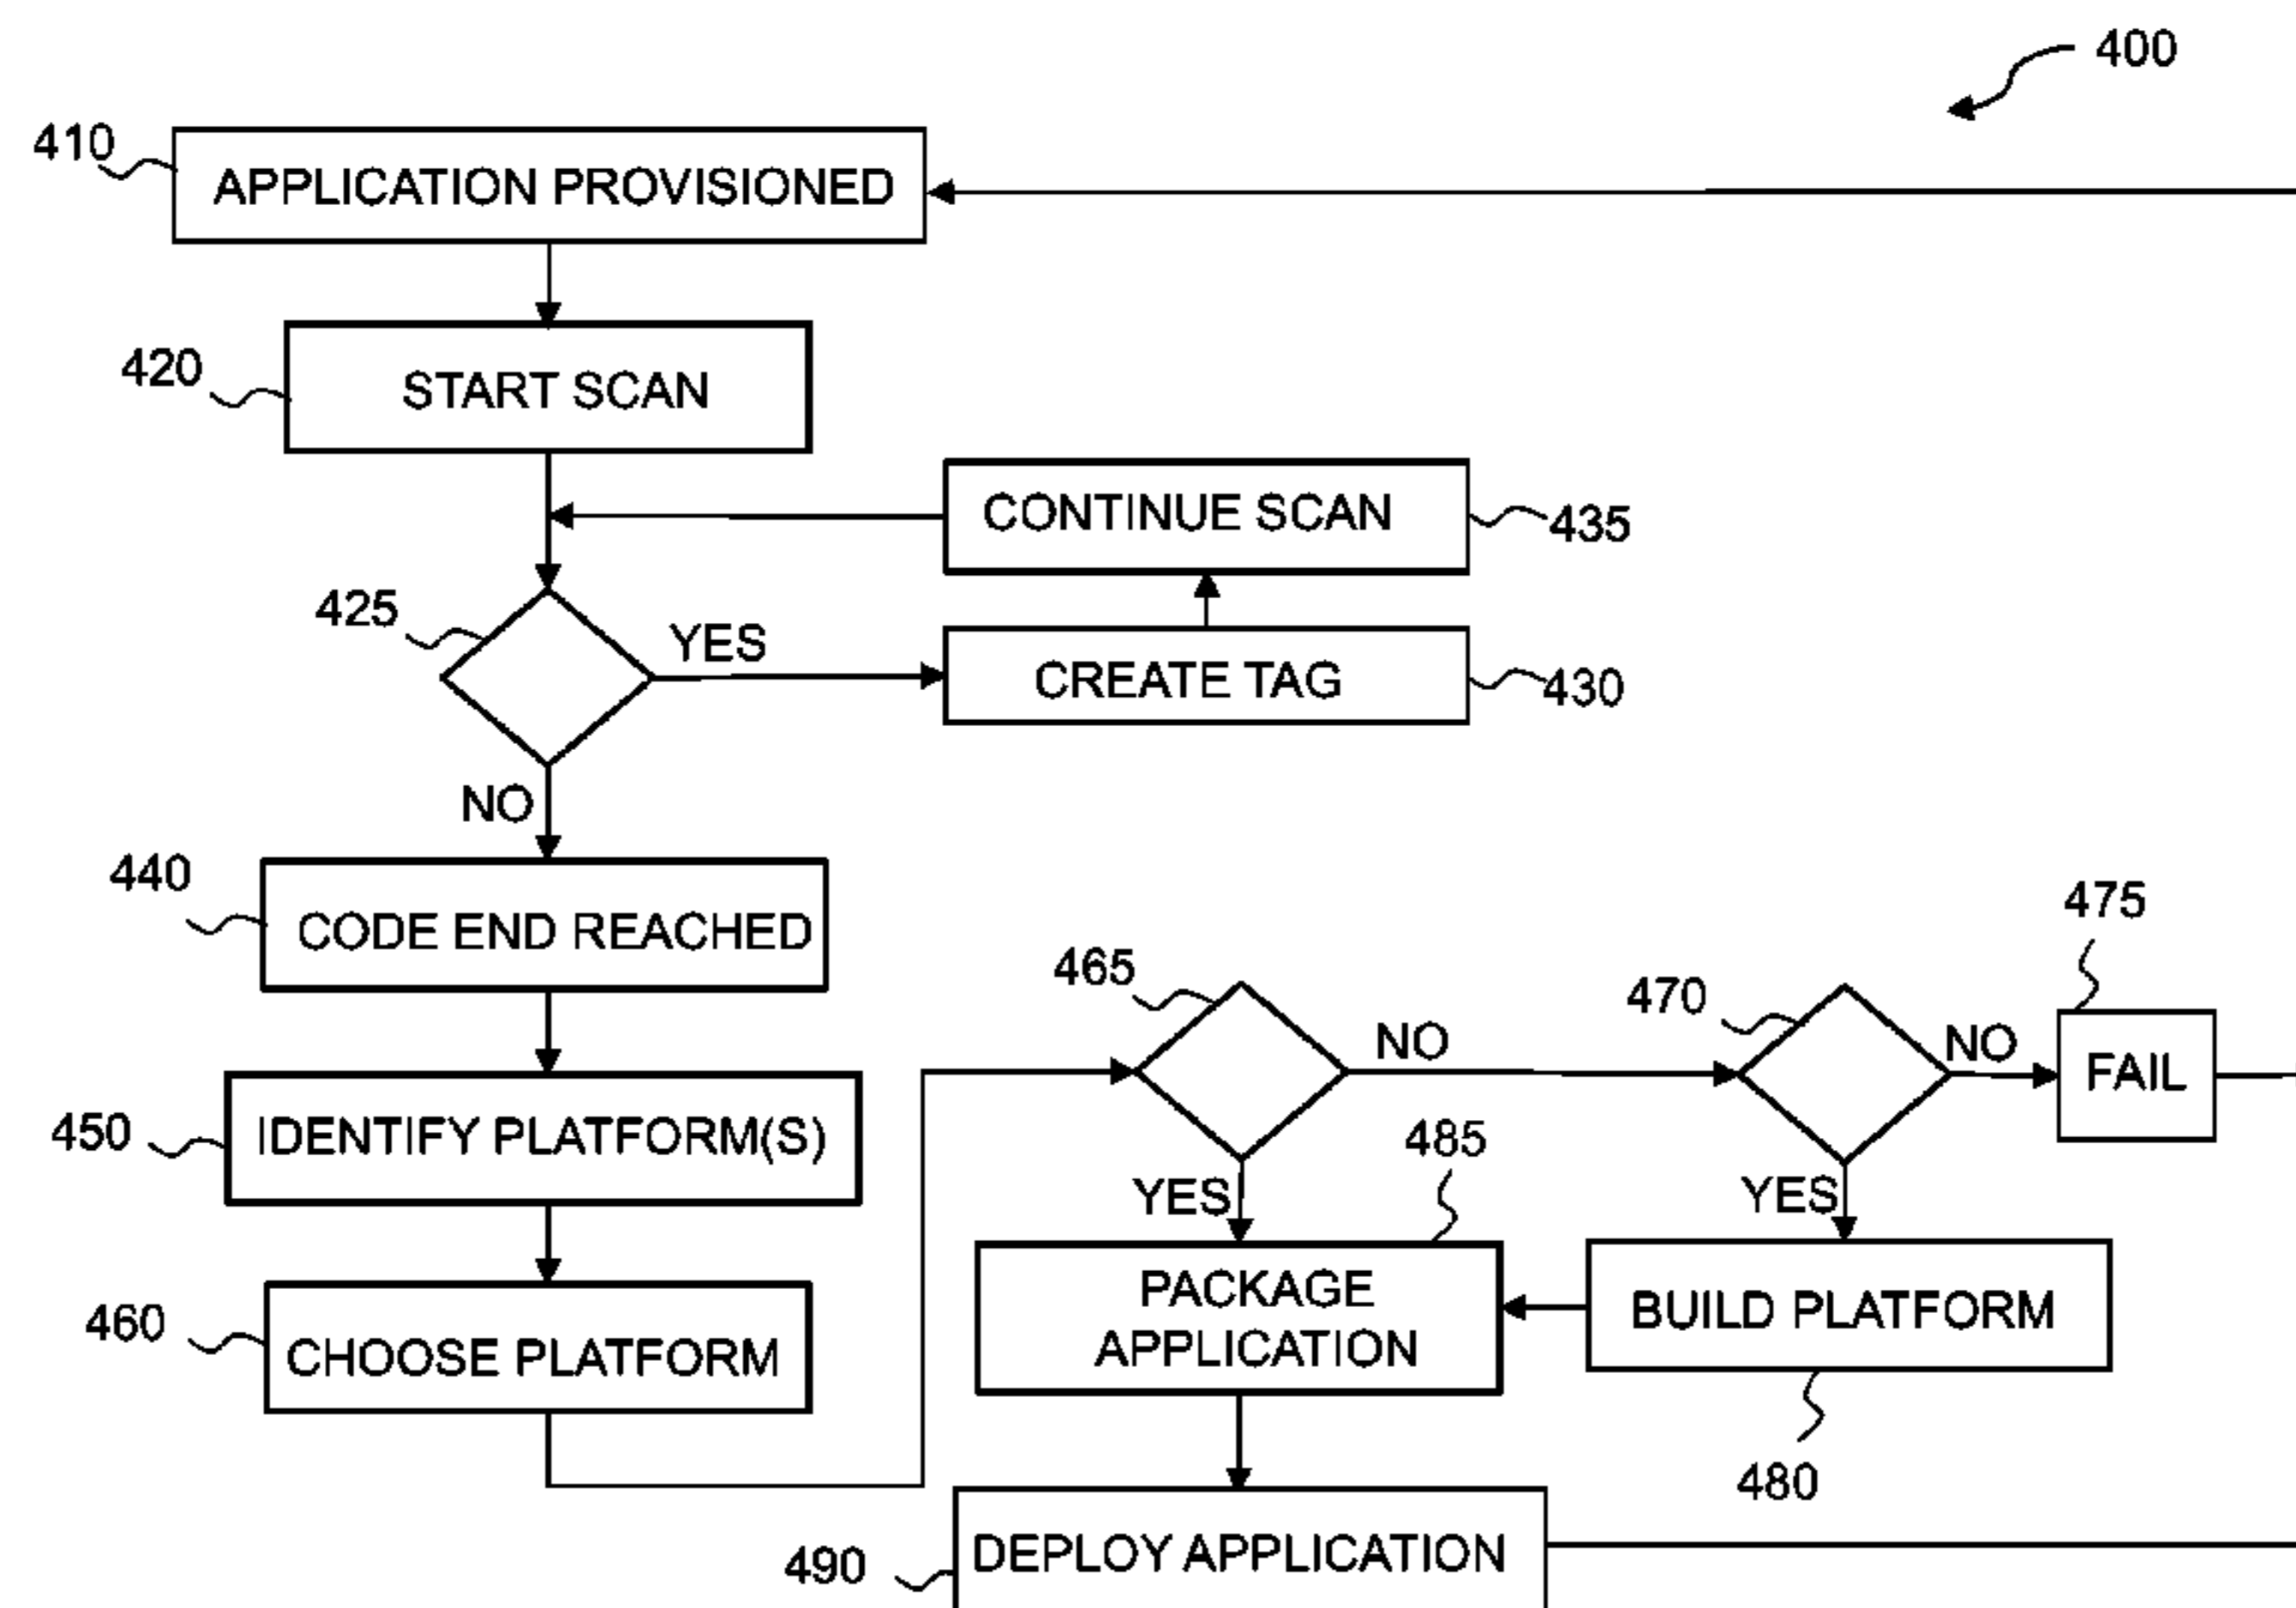 400
410
APPLICATION PROVISIONED
420
START SCAN
CONTINUE SCAN
435
425
YES
CREATE TAG
430
NO
440
CODE END REACHED
475
465
470
NO
NO
FAIL
450
IDENTIFY PLATFORM(S)
485
YES
YES
PACKAGE
APPLICATION
BUILD PLATFORM
460
CHOOSE PLATFORM
480
490
DEPLOY APPLICATION